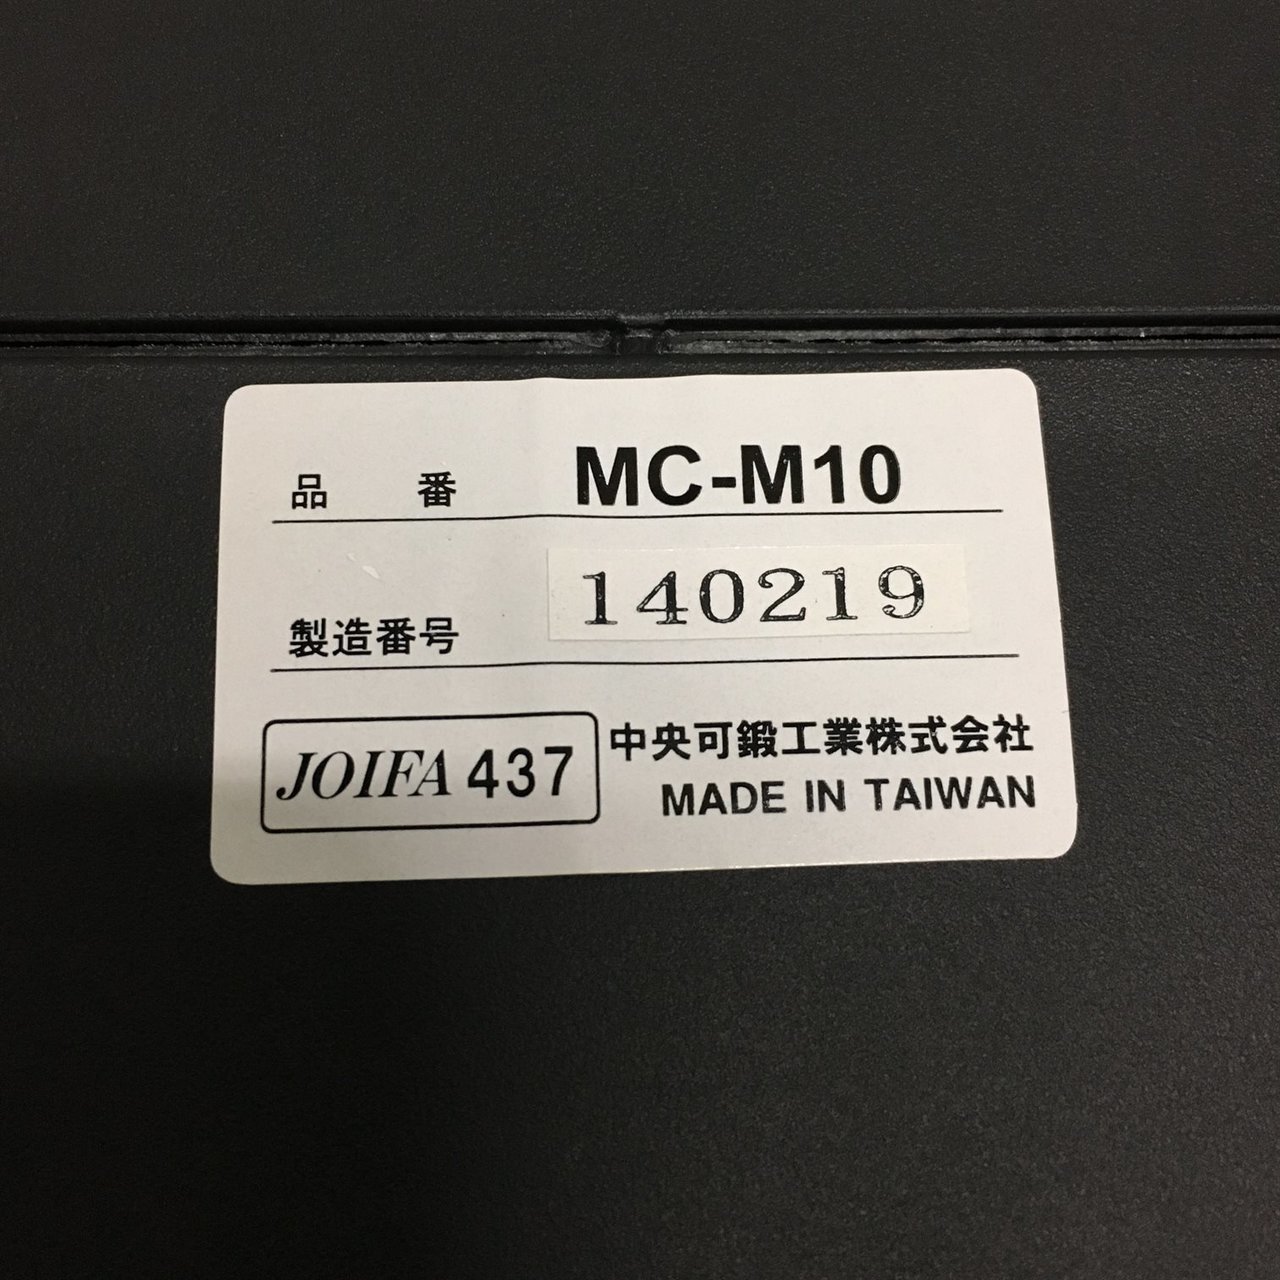 品番 MC-M10
製造番号 140219
JOIFA 437 中央可鍛工業株式会社
MADE IN TAIWAN